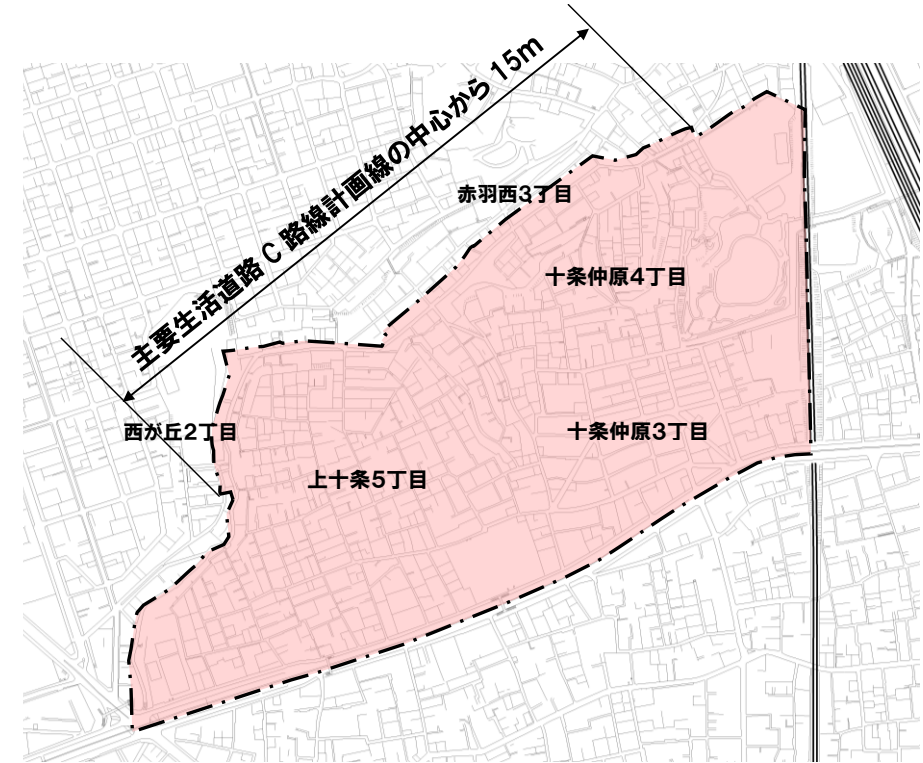 主要生活道路C路線計画線の中心から15m
赤羽西3丁目
十条仲原4丁目
西が丘2丁目
十条仲原3丁目
上十条5丁目